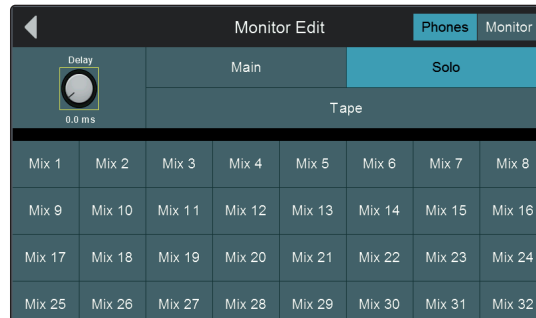 Monitor Edit Phones Monitor
Delay
Main Solo
Tape
0.0 ms
Mix 1 Mix 2 Mix 3 Mix 4 Mix 5 Mix 6 Mix 7 Mix 8
Mix 9 Mix 10 Mix 11 Mix 12 Mix 13 Mix 14 Mix 15 Mix 16
Mix 17 Mix 18 Mix 19 Mix 20 Mix 21 Mix 22 Mix 23 Mix 24
Mix 25 Mix 26 Mix 27 Mix 28 Mix 29 Mix 30 Mix 31 Mix 32